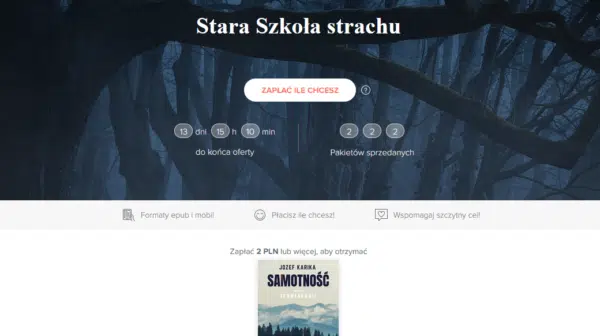 Stara Szkoła strachu
ZAPŁAĆ ILE CHCESZ ?
13 dni 15 h 10 min
do końca oferty
2 2 2
Pakietów sprzedanych
Formaty epub i mobi!
Płacisz ile chcesz!
Wspomagaj szczytny cel!
Zapłać 2 PLN lub więcej, aby otrzymać
JOZEF KARIKA
SAMOTNOŚĆ